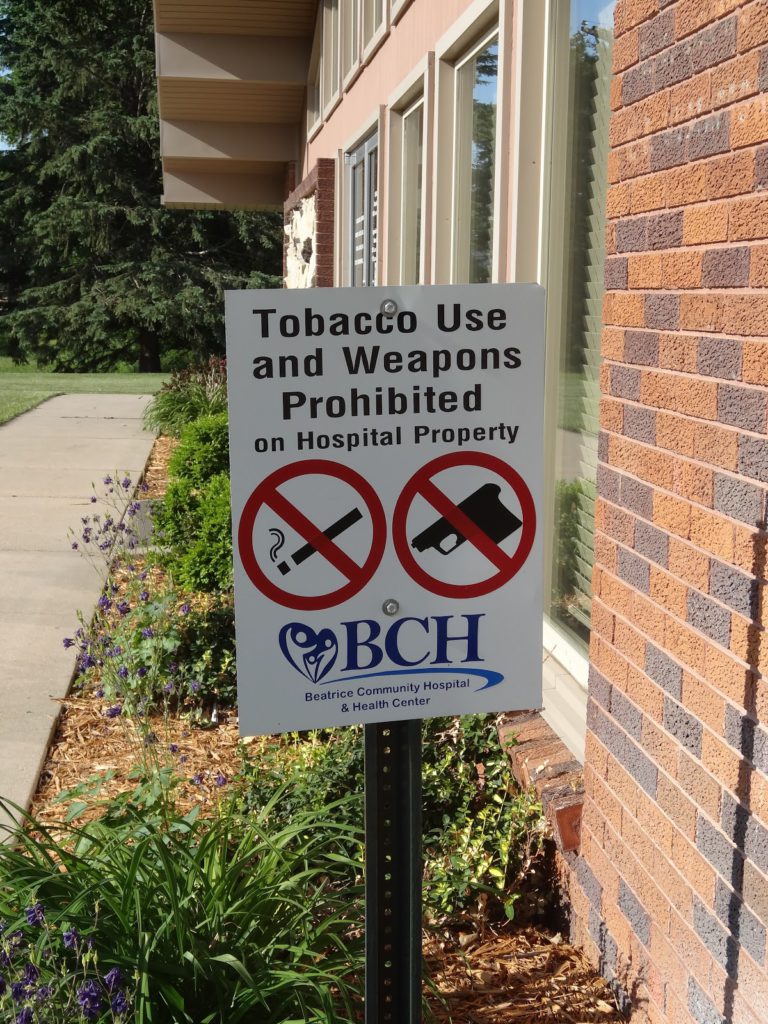 Tobacco Use
and Weapons
Prohibited
on Hospital Property
BCH
Beatrice Community Hospital
& Health Center